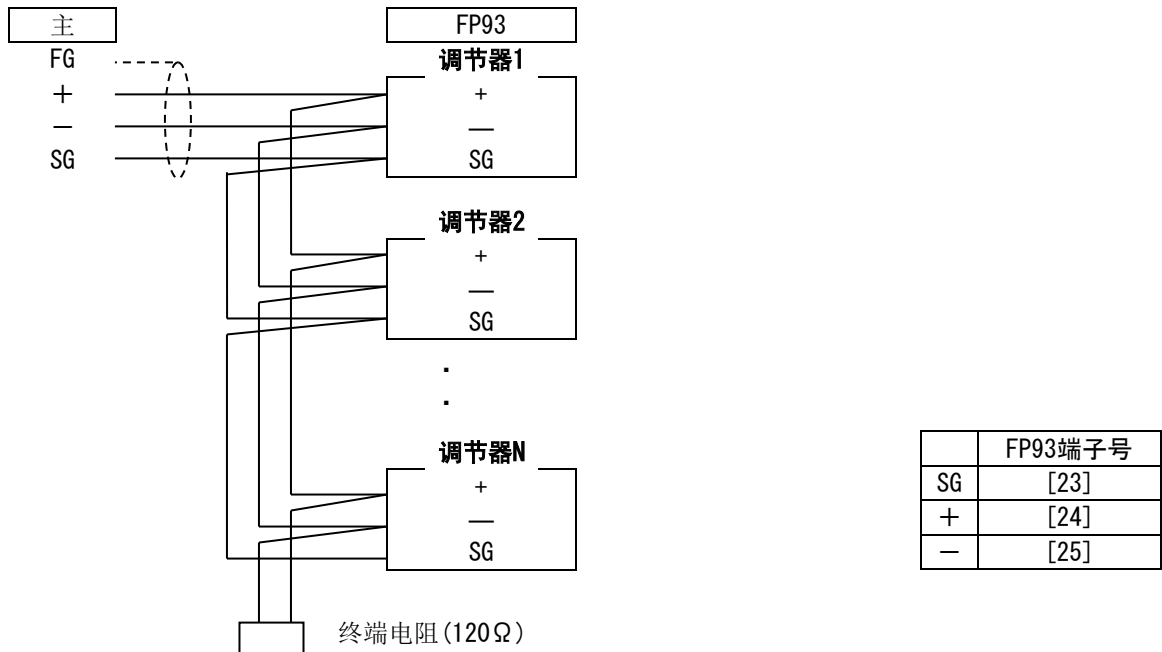 主
FP93
FG
调节器1
＋
+
－
—
SG
SG
调节器2
+
—
SG
.
.
调节器N
+
—
SG
终端电阻(120Ω)
FP93端子号
SG [23]
＋ [24]
－ [25]